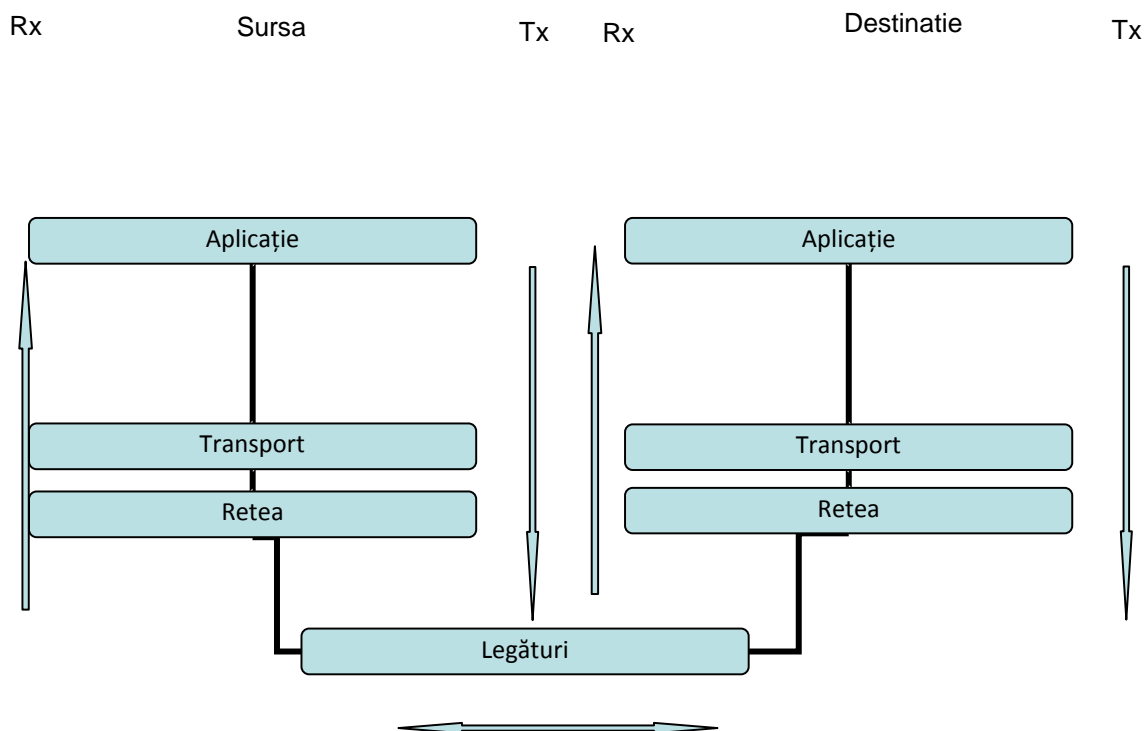 Rx Sursa Tx Rx Destinatie Tx
Aplicație Aplicație
Transport Transport
Retea Retea
Legături